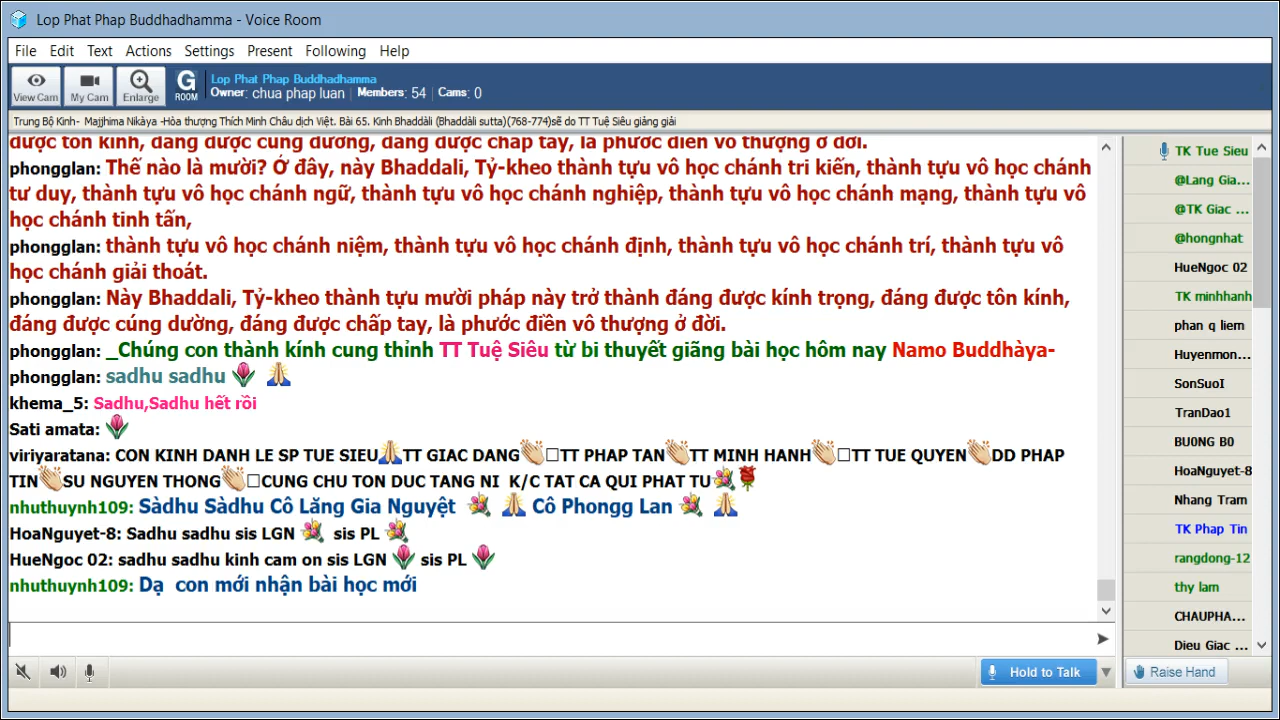 Lop Phat Phap Buddhadhamma - Voice Room
File Edit Text Actions Settings Present Following Help
View Cam My Cam Enlarge G ROOM
Lop Phat Phap Buddhadhamma
Owner: chua phap luan Members: 54 Cams: 0
Trung Bộ Kinh- Majjhima Nikàya -Hòa thượng Thích Minh Châu dịch Việt. Bài 65. Kinh Bhaddàli (Bhaddàli sutta)(768-774)sẽ do TT Tuệ Siêu giảng giải
được tôn kính, đáng được cúng dường, đáng được chắp tay, là phước điền vô thượng ở đời.
phongglan: Thế nào là mười? Ở đây, này Bhaddali, Tỷ-kheo thành tựu vô học chánh tri kiến, thành tựu vô học chánh
tư duy, thành tựu vô học chánh ngữ, thành tựu vô học chánh nghiệp, thành tựu vô học chánh mạng, thành tựu vô
học chánh tinh tấn,
phongglan: thành tựu vô học chánh niệm, thành tựu vô học chánh định, thành tựu vô học chánh trí, thành tựu vô
học chánh giải thoát.
phongglan: Này Bhaddali, Tỷ-kheo thành tựu mười pháp này trở thành đáng được kính trọng, đáng được tôn kính,
đáng được cúng dường, đáng được chắp tay, là phước điền vô thượng ở đời.
phongglan: _Chúng con thành kính cung thỉnh TT Tuệ Siêu từ bi thuyết giãng bài học hôm nay Namo Buddhàya-
phongglan: sadhu sadhu
khema_5: Sadhu,Sadhu hết rồi
Sati amata:
viriyaratana: CON KINH DANH LE SP TUE SIEU TT GIAC DANG TT PHAP TAN TT MINH HANH TT TUE QUYEN DD PHAP
TIN SU NGUYEN THONG CUNG CHU TON DUC TANG NI K/C TAT CA QUI PHAT TU
nhuthuynh109: Sàdhu Sàdhu Cô Lăng Gia Nguyệt Cô Phongg Lan
HoaNguyet-8: Sadhu sadhu sis LGN sis PL
HueNgoc 02: sadhu sadhu kinh cam on sis LGN sis PL
nhuthuynh109: Dạ con mới nhận bài học mới
TK Tue Sieu
@Lang Gia...
@TK Giac ...
@hongnhat
HueNgoc 02
TK minhhanh
phan q liem
Huyenmon...
SonSuoI
TranDao1
BU0NG B0
HoaNguyet-8
Nhang Tram
TK Phap Tin
rangdong-12
thy lam
CHAUPHA...
Dieu Giac ...
Hold to Talk
Raise Hand